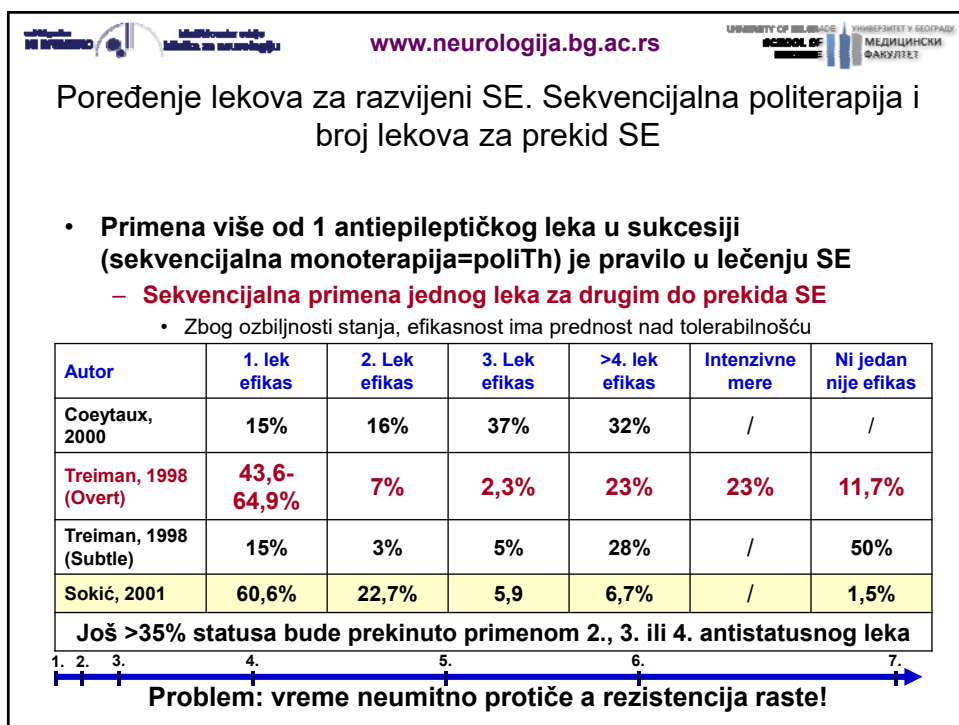 www.neurologija.bg.ac.rs
UNIVERSITY OF BELGRADE
SCHOOL OF
УНИВЕРЗИТЕТ У БЕОГРАДУ
МЕДИЦИНСКИ
ФАКУЛТЕТ
Poređenje lekova za razvijeni SE. Sekvencijalna politerapija i
broj lekova za prekid SE
• Primena više od 1 antiepileptičkog leka u sukcesiji
(sekvencijalna monoterapija=poliTh) je pravilo u lečenju SE
– Sekvencijalna primena jednog leka za drugim do prekida SE
• Zbog ozbiljnosti stanja, efikasnost ima prednost nad tolerabilnošću
Autor 1. lek efikas 2. Lek efikas 3. Lek efikas >4. lek efikas Intenzivne mere Ni jedan nije efikas
Coeytaux, 2000 15% 16% 37% 32% / /
Treiman, 1998 (Overt) 43,6-64,9% 7% 2,3% 23% 23% 11,7%
Treiman, 1998 (Subtle) 15% 3% 5% 28% / 50%
Sokić, 2001 60,6% 22,7% 5,9 6,7% / 1,5%
Još >35% statusa bude prekinuto primenom 2., 3. ili 4. antistatusnog leka
1. 2. 3. 4. 5. 6. 7.
Problem: vreme neumitno protiče a rezistencija raste!